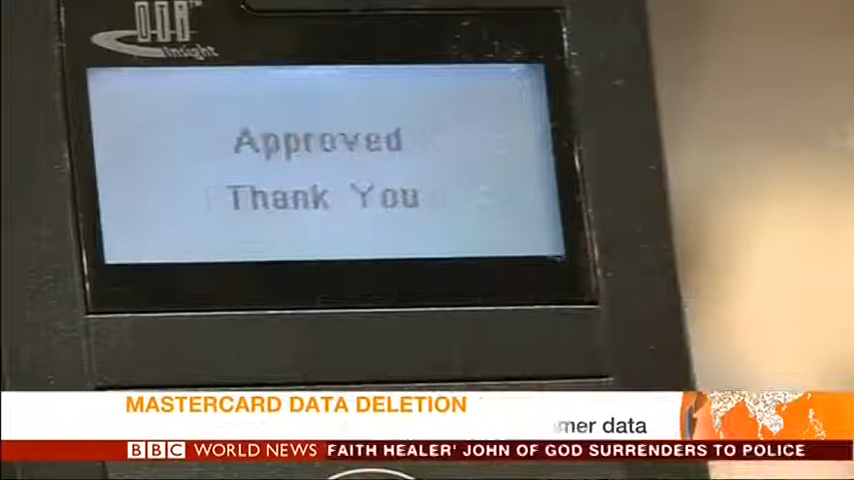 Insight
Approved
Thank You
MASTERCARD DATA DELETION
mer data
BBC WORLD NEWS FAITH HEALER' JOHN OF GOD SURRENDERS TO POLICE